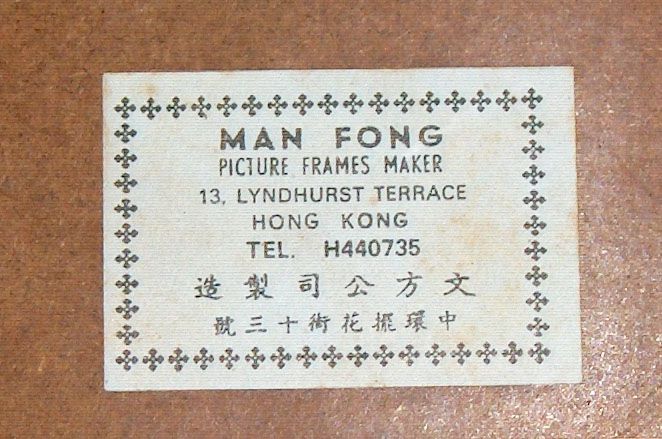 MAN FONG
PICTURE FRAMES MAKER
13, LYNDHURST TERRACE
HONG KONG
TEL. H440735
文方公司製造
中環擺花街十三號